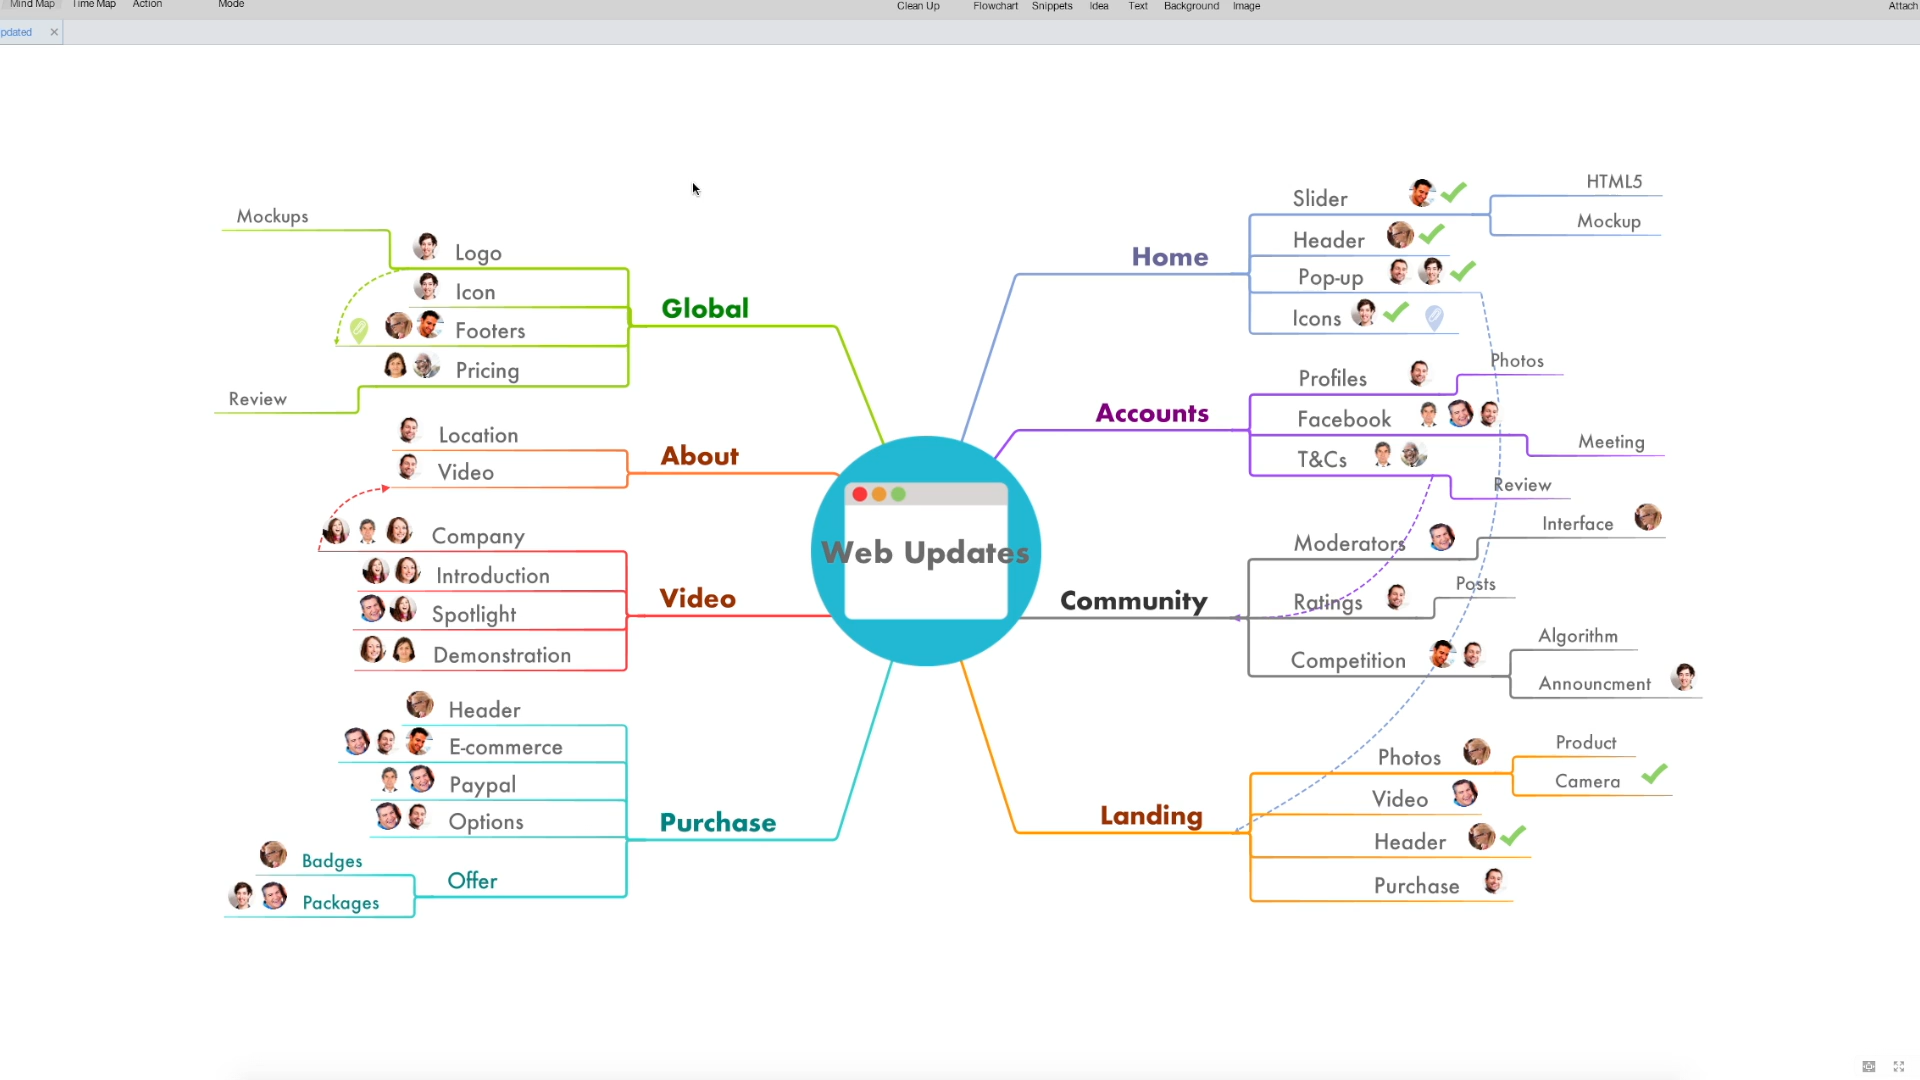 Mind Map
Time Map
Action
Mode
Clean Up
Flowchart
Snippets
Idea
Text
Background
Image
Attach
pdated
Web Updates
Global
Logo
Mockups
Icon
Footers
Pricing
Review
About
Location
Video
Video
Company
Introduction
Spotlight
Demonstration
Purchase
Header
E-commerce
Paypal
Options
Offer
Badges
Packages
Home
Slider
HTML5
Mockup
Header
Pop-up
Icons
Accounts
Profiles
Photos
Facebook
Meeting
T&Cs
Review
Community
Moderators
Interface
Ratings
Posts
Competition
Algorithm
Announcment
Landing
Photos
Product
Camera
Video
Header
Purchase